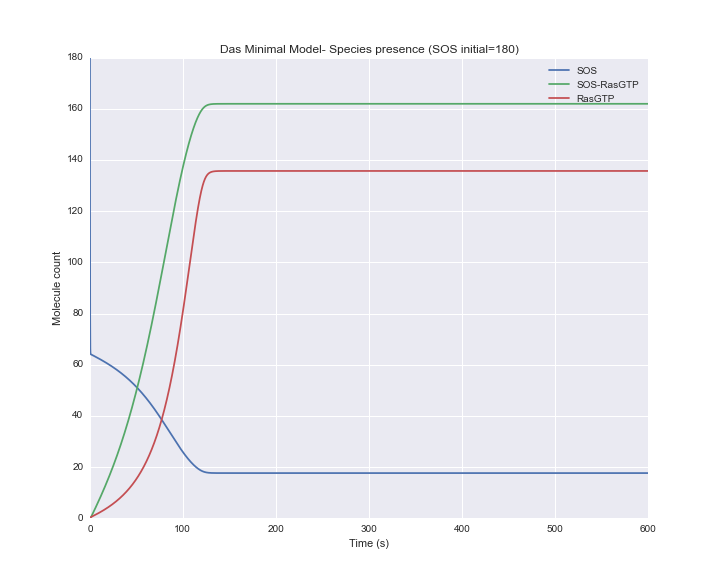 Das Minimal Model- Species presence (SOS initial=180)
SOS
SOS-RasGTP
RasGTP
Molecule count
180
160
140
120
100
80
60
40
20
0
0 100 200 300 400 500 600
Time (s)